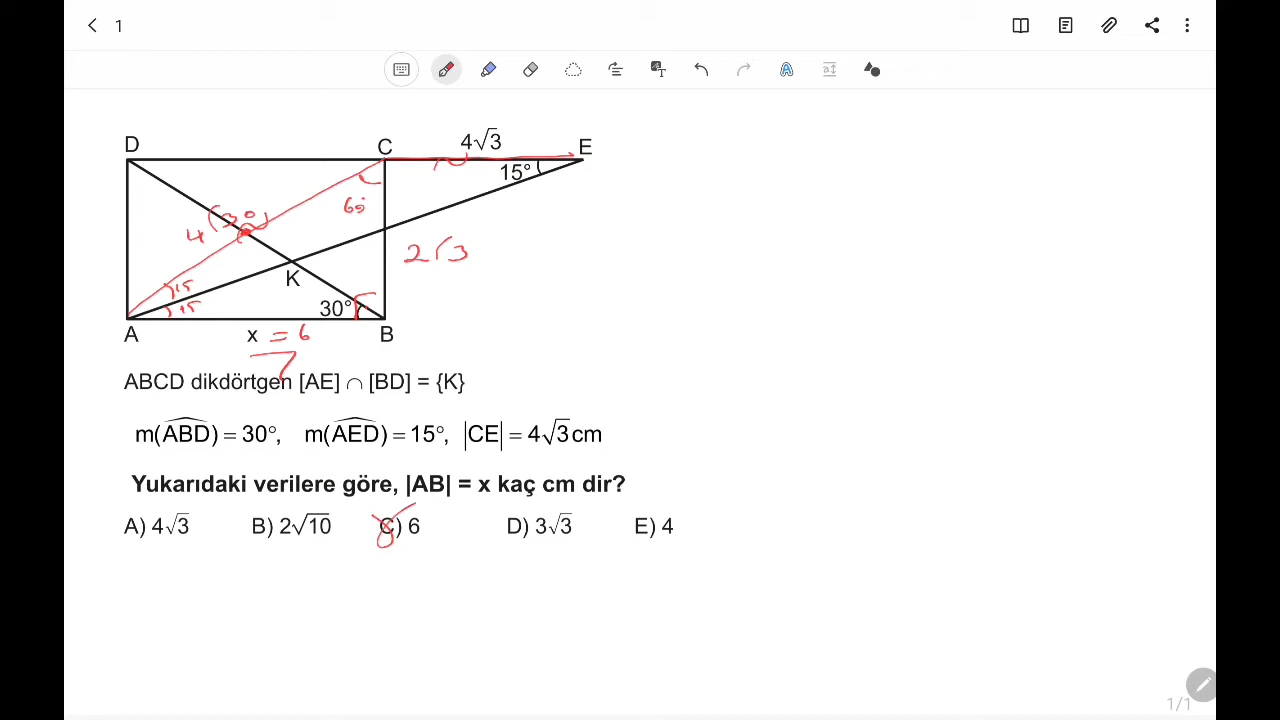 1
D C 4√3 E
15°
60°
4√3
2√3
K
15
15
30°
A x = 6 B
ABCD dikdörtgen [AE] ∩ [BD] = {K}
m(ABD) = 30°, m(AED) = 15°, |CE| = 4√3 cm
Yukarıdaki verilere göre, |AB| = x kaç cm dir?
A) 4√3 B) 2√10 C) 6 D) 3√3 E) 4
1/1